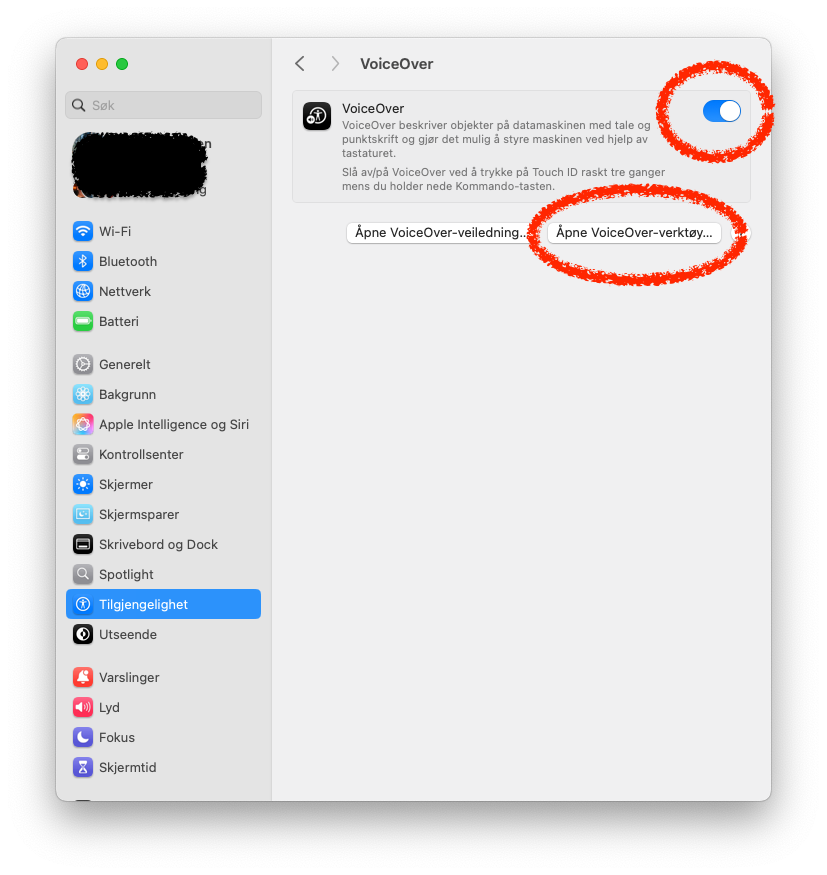 VoiceOver
Søk
VoiceOver
VoiceOver beskriver objekter på datamaskinen med tale og
punktskrift og gjør det mulig å styre maskinen ved hjelp av
tastaturet.
Slå av/på VoiceOver ved å trykke på Touch ID raskt tre ganger
mens du holder nede Kommando-tasten.
Åpne VoiceOver-veiledning...
Åpne VoiceOver-verktøy...
Wi-Fi
Bluetooth
Nettverk
Batteri
Generelt
Bakgrunn
Apple Intelligence og Siri
Kontrollsenter
Skjermer
Skjermsparer
Skrivebord og Dock
Spotlight
Tilgjengelighet
Utseende
Varslinger
Lyd
Fokus
Skjermtid